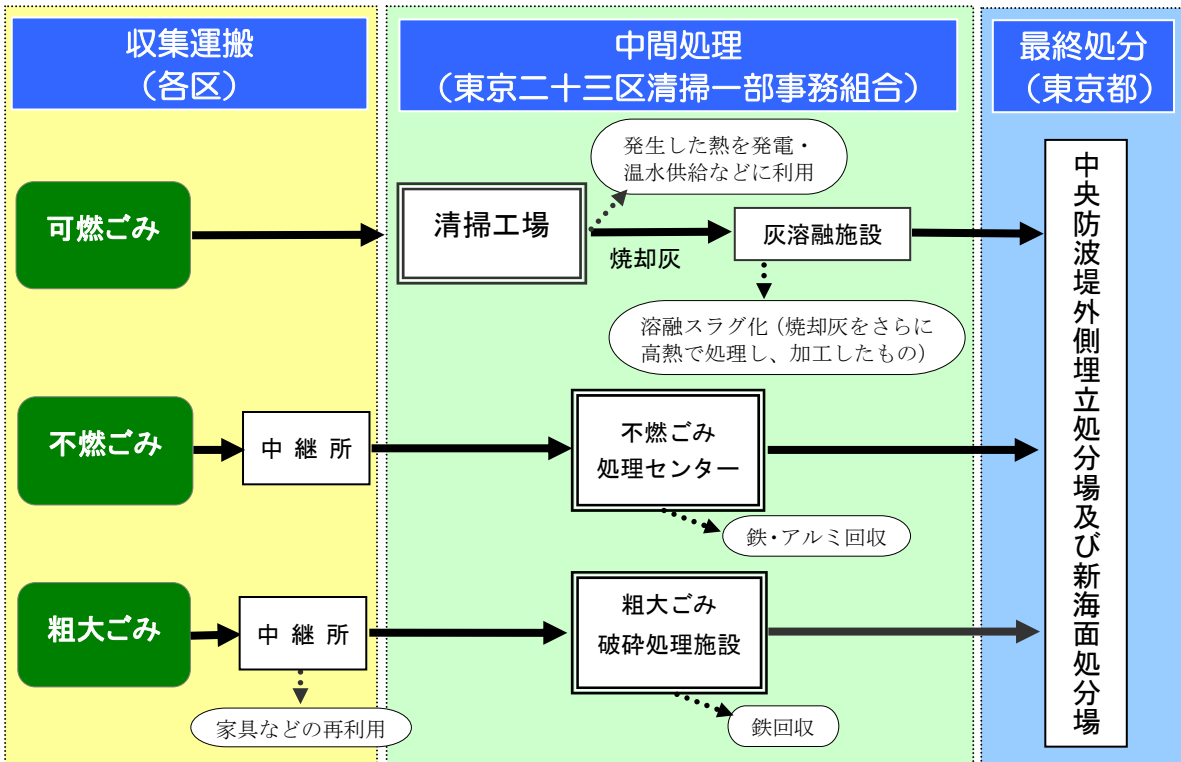 収集運搬
（各区）
中間処理
（東京二十三区清掃一部事務組合）
最終処分
（東京都）
可燃ごみ
清掃工場
発生した熱を発電・
温水供給などに利用
焼却灰
灰溶融施設
溶融スラグ化（焼却灰をさらに
高熱で処理し、加工したもの）
不燃ごみ
中継所
不燃ごみ
処理センター
鉄・アルミ回収
粗大ごみ
中継所
家具などの再利用
粗大ごみ
破砕処理施設
鉄回収
中央防波堤外側埋立処分場及び新海面処分場